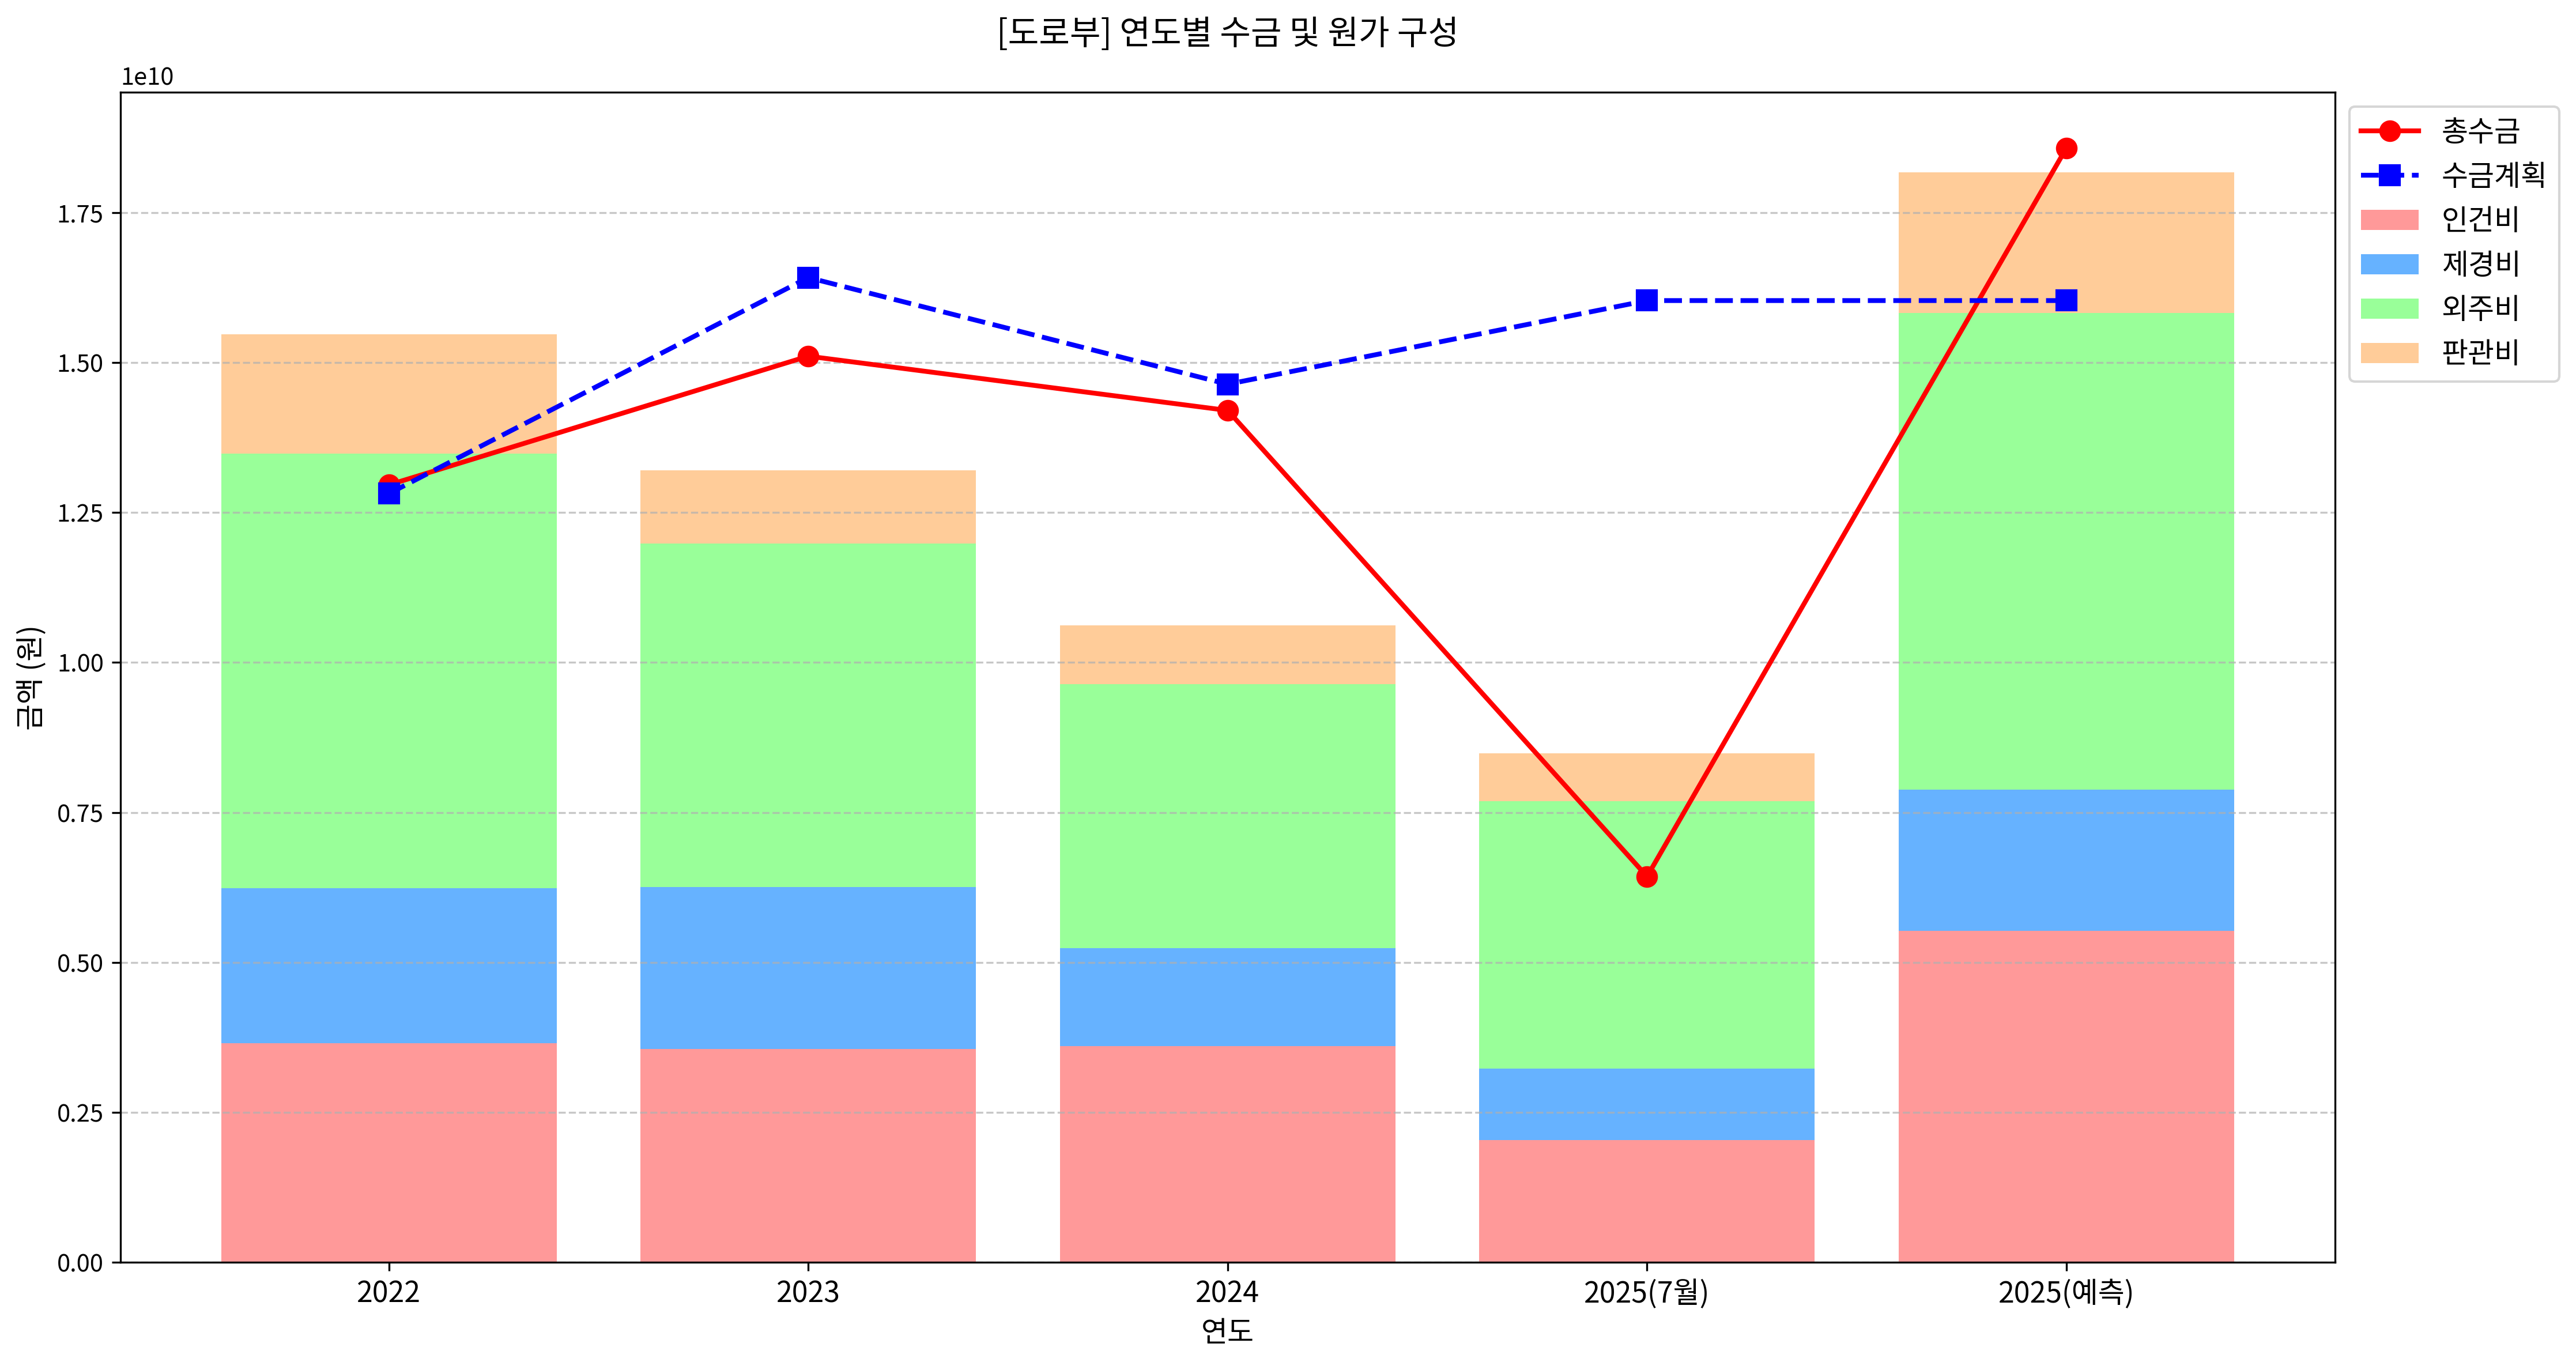 [도로부] 연도별 수금 및 원가 구성
1e10
1.75
1.50
1.25
1.00
0.75
0.50
0.25
0.00
금액 (원)
2022
2023
2024
2025(7월)
2025(예측)
연도
총수금
수금계획
인건비
제경비
외주비
판관비